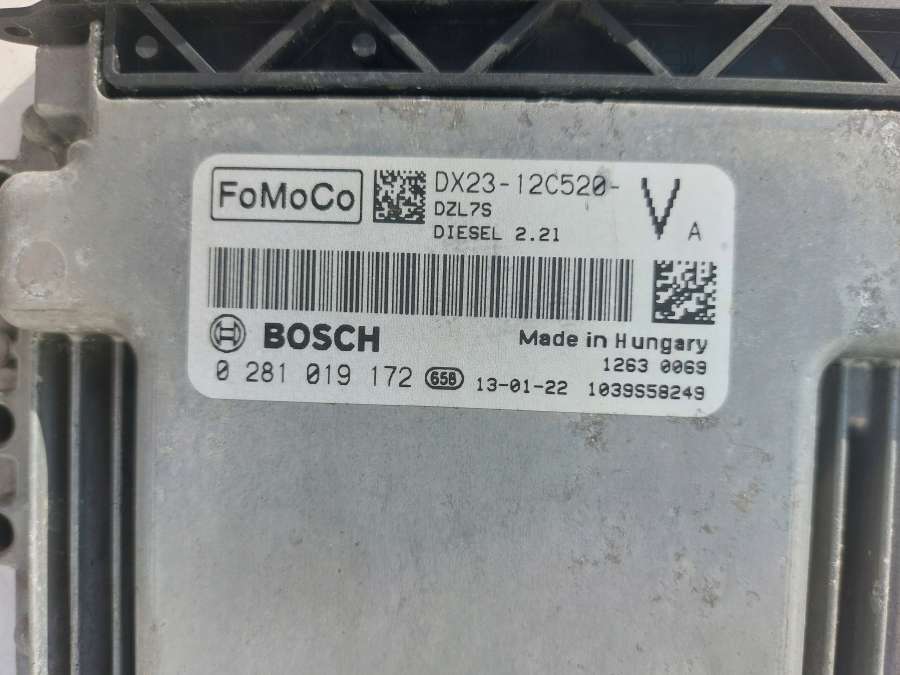 FoMoCo DX23-12C520- V A
DZL7S
DIESEL 2.21
BOSCH Made in Hungary
1263 0069
0 281 019 172 658 13-01-22 1039S58249